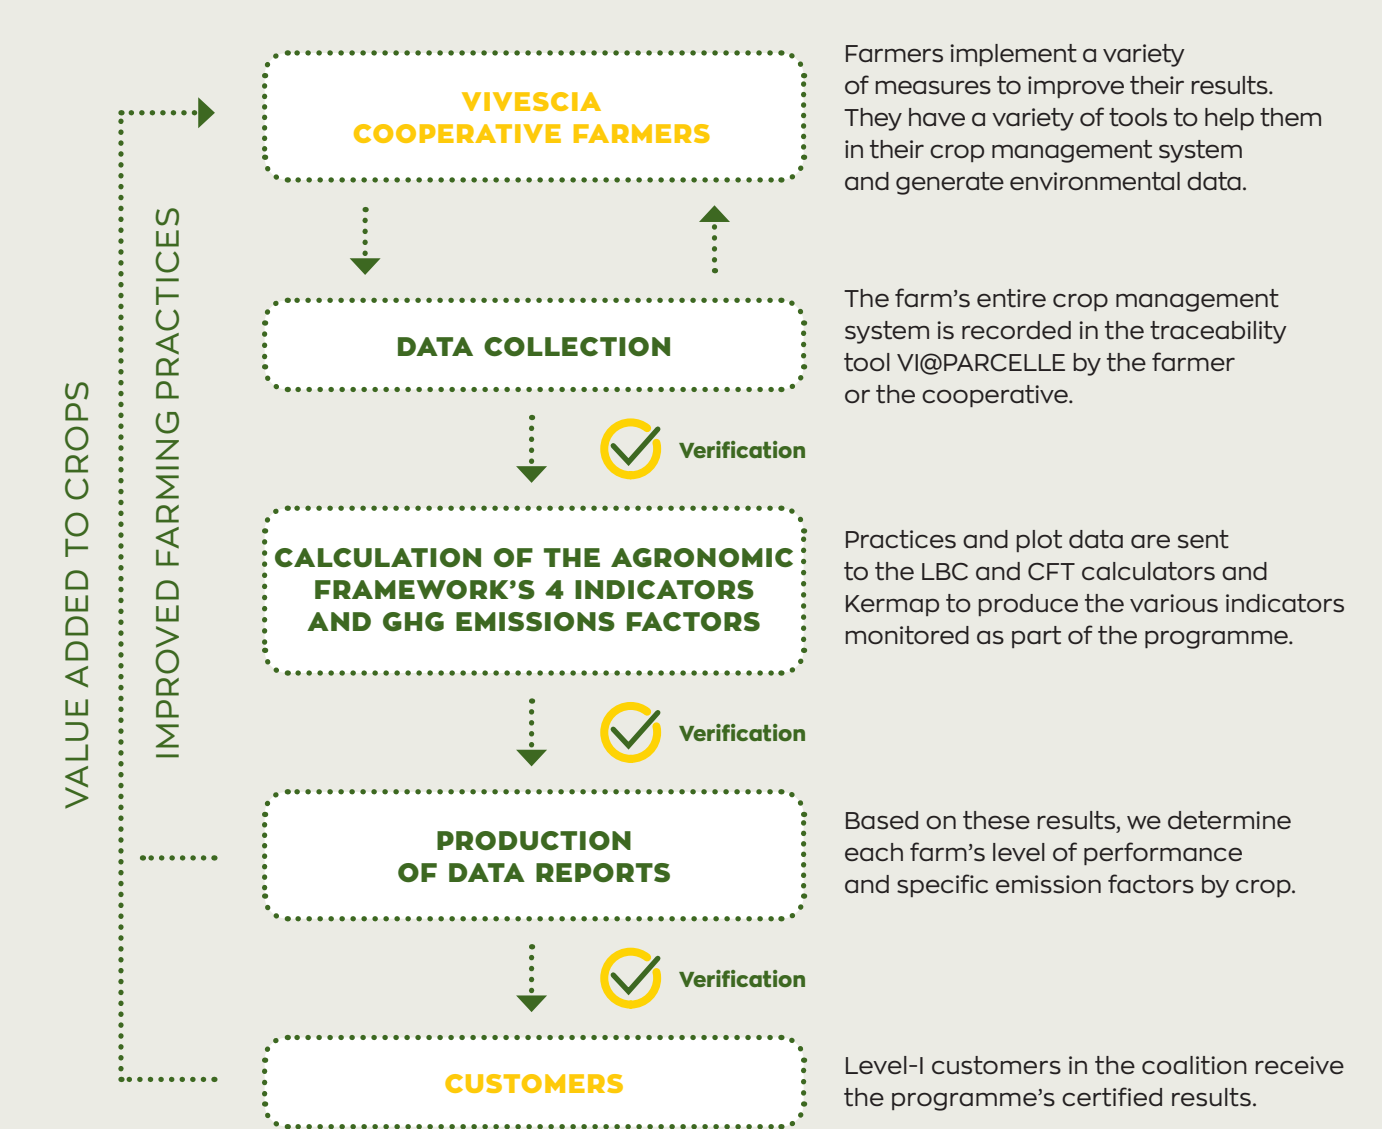 VIVESCIA
COOPERATIVE FARMERS
Farmers implement a variety
of measures to improve their results.
They have a variety of tools to help them
in their crop management system
and generate environmental data.
DATA COLLECTION
The farm’s entire crop management
system is recorded in the traceability
tool VI@PARCELLE by the farmer
or the cooperative.
Verification
CALCULATION OF THE AGRONOMIC
FRAMEWORK’S 4 INDICATORS
AND GHG EMISSIONS FACTORS
Practices and plot data are sent
to the LBC and CFT calculators and
Kermap to produce the various indicators
monitored as part of the programme.
Verification
PRODUCTION
OF DATA REPORTS
Based on these results, we determine
each farm’s level of performance
and specific emission factors by crop.
Verification
CUSTOMERS
Level-I customers in the coalition receive
the programme’s certified results.
VALUE ADDED TO CROPS
IMPROVED FARMING PRACTICES